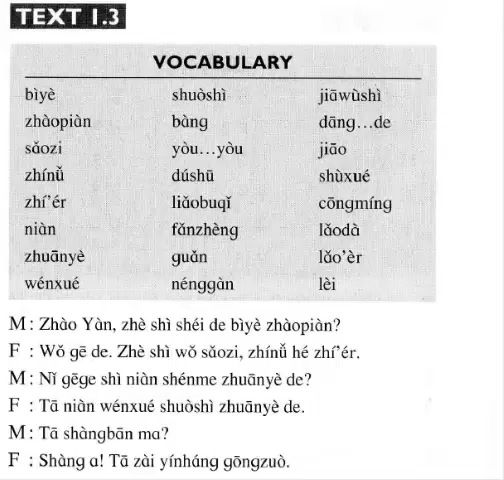 TEXT 1.3
VOCABULARY
bìyè shuòshì jiāwùshì
zhàopiàn bàng dāng...de
sǎozi yòu...yòu jiāo
zhínǚ dúshū shùxué
zhí'ér liǎobuqǐ cōngmíng
niàn fǎnzhèng lǎodà
zhuānyè guǎn lǎo'èr
wénxué nénggàn lèi
M : Zhào Yàn, zhè shì shéi de bìyè zhàopiàn?
F : Wǒ gē de. Zhè shì wǒ sǎozi, zhínǚ hé zhí'ér.
M : Nǐ gēge shì niàn shénme zhuānyè de?
F : Tā niàn wénxué shuòshì zhuānyè de.
M : Tā shàngbān ma?
F : Shàng a! Tā zài yínháng gōngzuò.